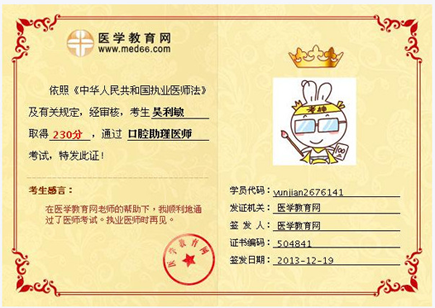 医学教育网
www.med66.com
依照《中华人民共和国执业医师法》
及有关规定，经审核，考生 吴利敏
取得 230分 ，通过 口腔助理医师
考试，特发此证！
考生感言：
在医学教育网老师的帮助下，我顺利地通
过了医师考试。执业医师时再见。
医学教育网
考神
学员代码： yunjian2676141
发证机关： 医学教育网
签 发 人： 医学教育网
证书编码： 504841
签发日期： 2013-12-19